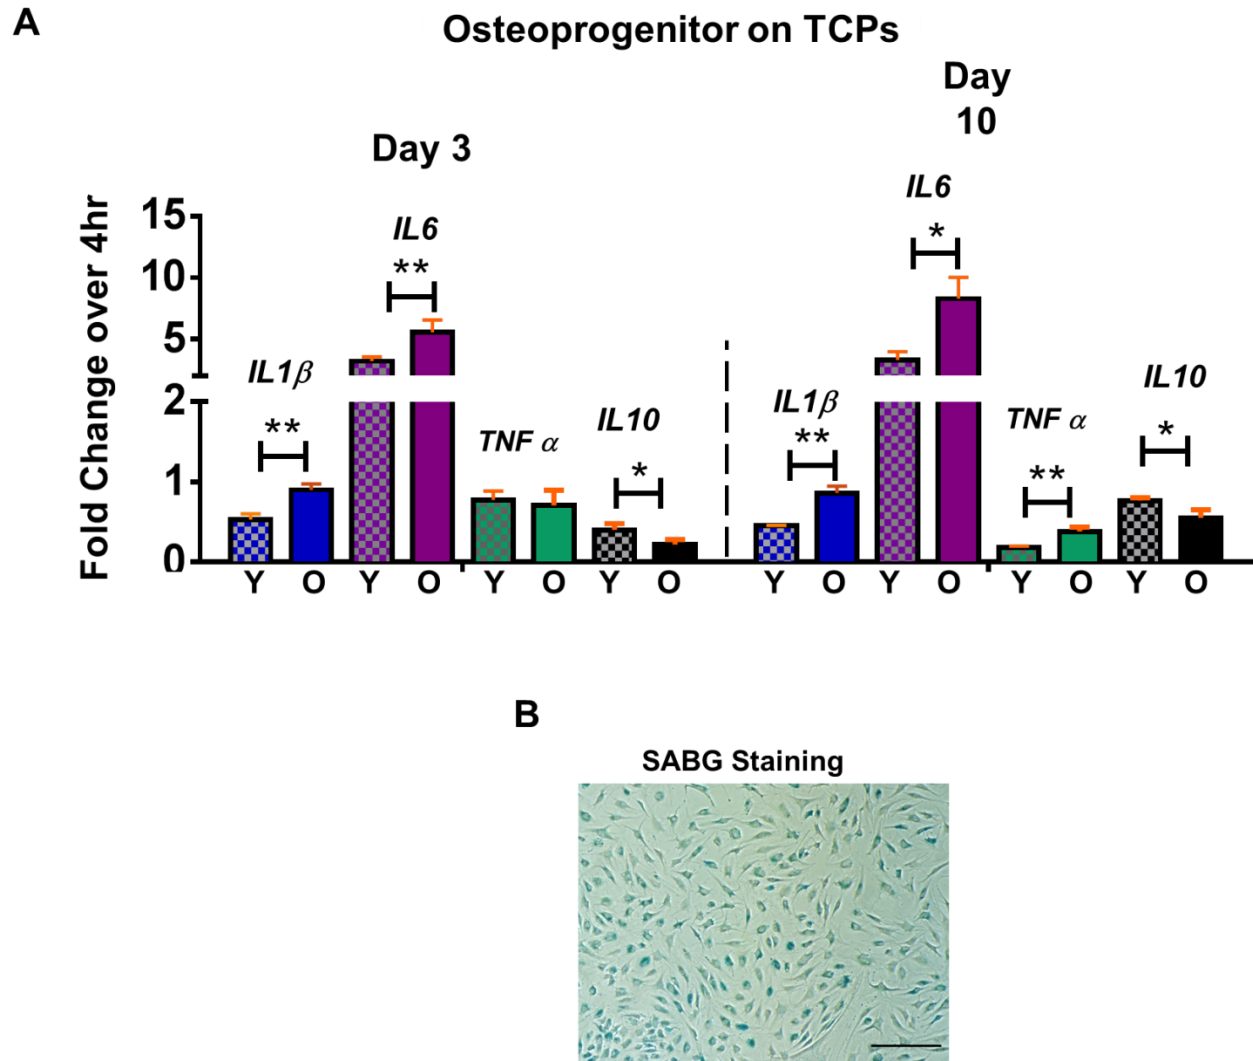 A
Osteoprogenitor on TCPs
Day 3
Day
10
Fold Change over 4hr
15
10
5
2
1
0
IL1β
**
IL6
**
TNF α
IL10
*
IL1β
**
IL6
*
TNF α
**
IL10
*
Y O Y O Y O Y O Y O Y O Y O Y O
B
SABG Staining